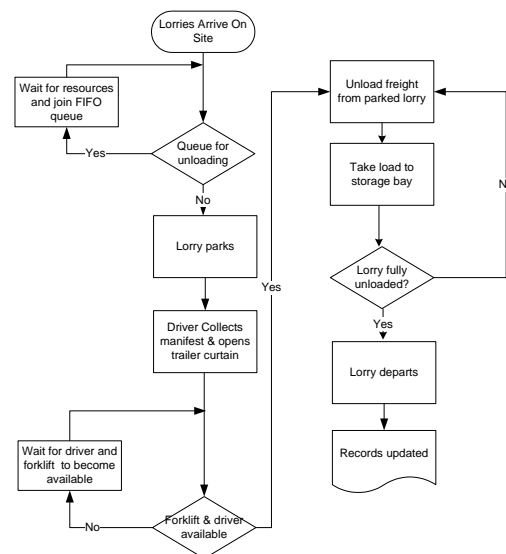 Lorries Arrive On
Site
Wait for resources
and join FIFO
queue
Yes
Queue for
unloading
No
Lorry parks
Driver Collects
manifest & opens
trailer curtain
Wait for driver and
forklift to become
available
No
Forklift & driver
available
Yes
Unload freight
from parked lorry
Take load to
storage bay
Lorry fully
unloaded?
N
Yes
Lorry departs
Records updated